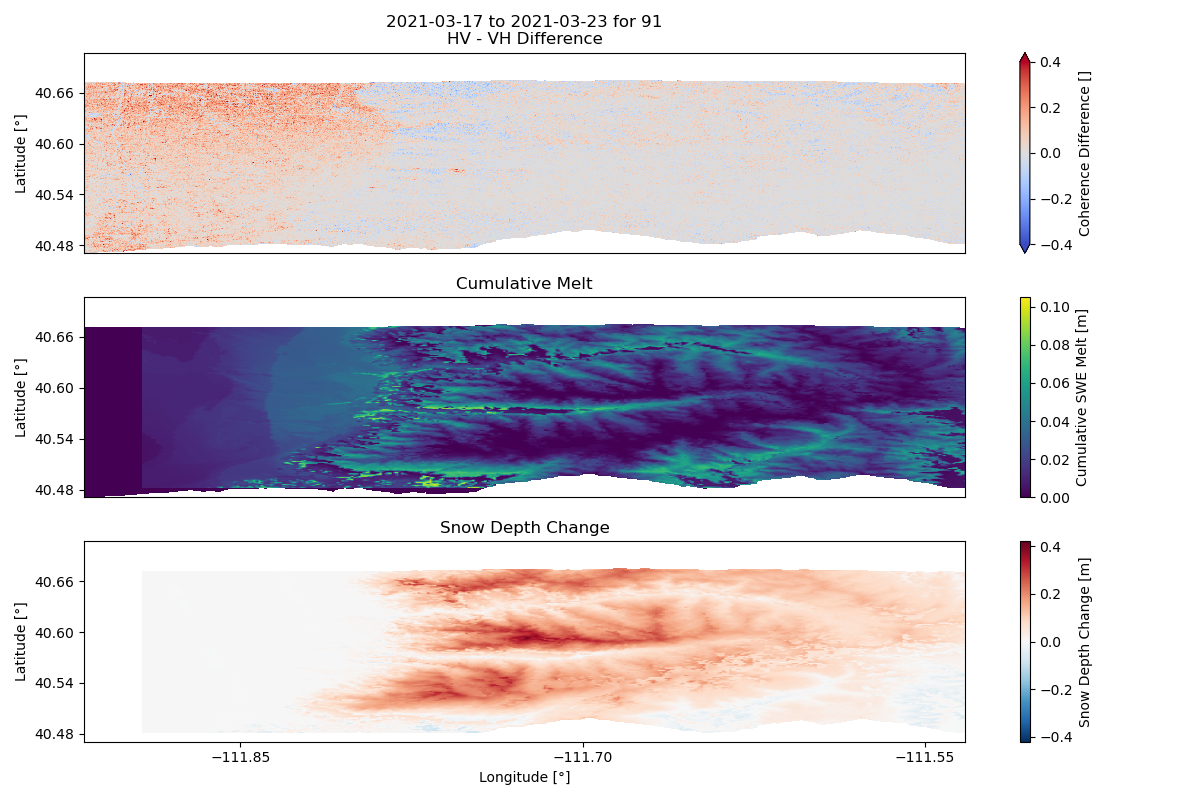 2021-03-17 to 2021-03-23 for 91
HV - VH Difference
40.66
40.60
40.54
40.48
Latitude [°]
0.4
0.2
0.0
−0.2
−0.4
Coherence Difference []
Cumulative Melt
40.66
40.60
40.54
40.48
Latitude [°]
0.10
0.08
0.06
0.04
0.02
0.00
Cumulative SWE Melt [m]
Snow Depth Change
40.66
40.60
40.54
40.48
Latitude [°]
−111.85
−111.70
−111.55
Longitude [°]
0.4
0.2
0.0
−0.2
−0.4
Snow Depth Change [m]